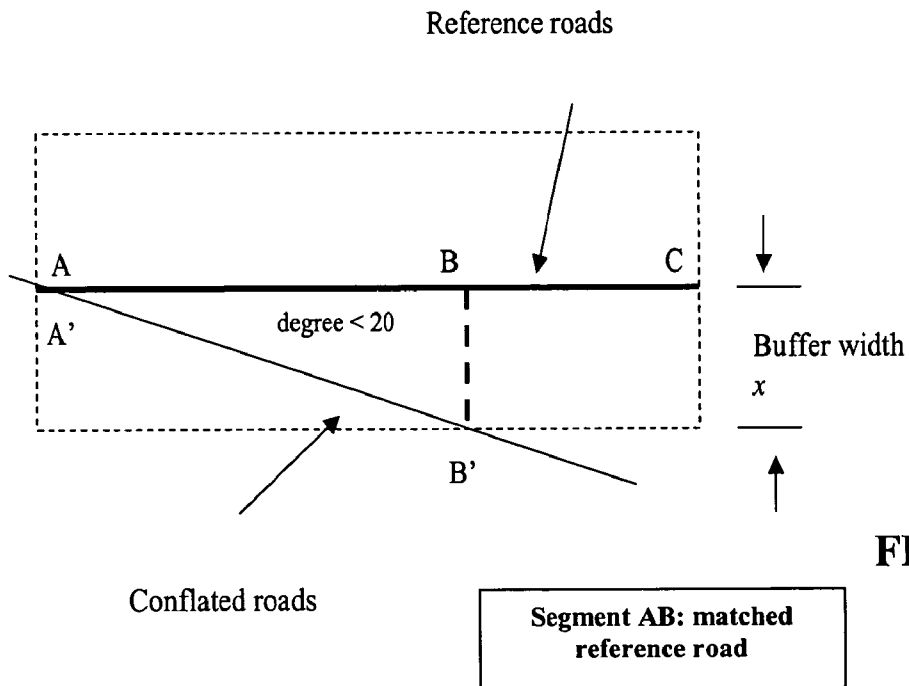 Reference roads
A
B
C
A’
degree < 20
Buffer width
x
B’
Conflated roads
Segment AB: matched
reference road